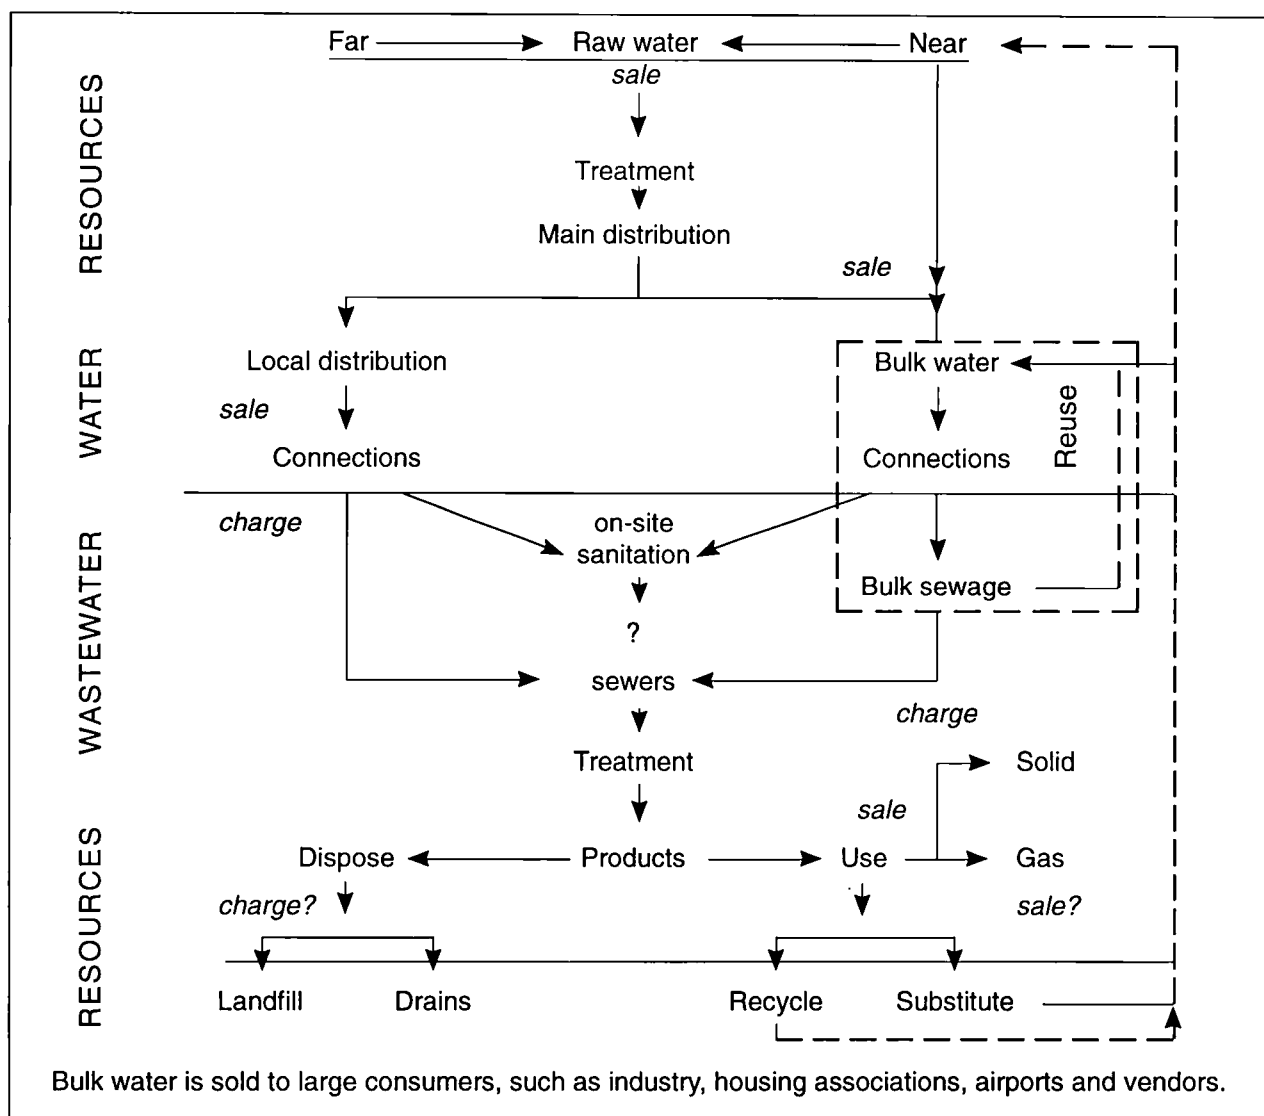 Far Raw water Near
sale
RESOURCES
Treatment
Main distribution
sale
WATER
Local distribution Bulk water
sale
Reuse
Connections Connections
charge
on-site
sanitation
WASTEWATER
Bulk sewage
?
sewers
charge
Treatment Solid
sale
RESOURCES
Dispose Products Use Gas
charge? sale?
Landfill Drains Recycle Substitute
Bulk water is sold to large consumers, such as industry, housing associations, airports and vendors.